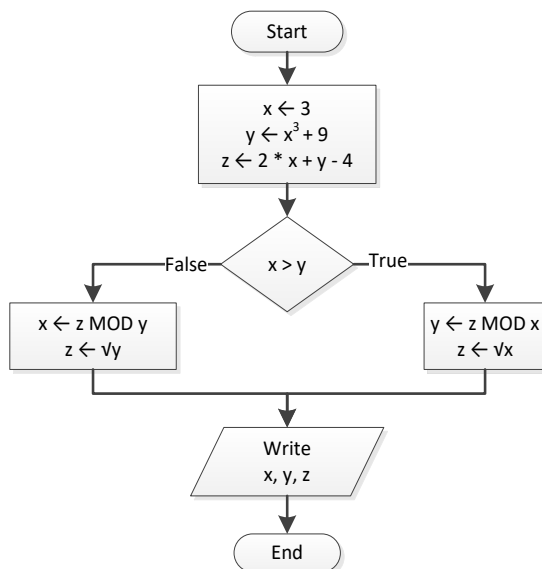 Start
x ← 3
y ← x³ + 9
z ← 2 * x + y - 4
x > y
False
True
x ← z MOD y
z ← √y
y ← z MOD x
z ← √x
Write
x, y, z
End